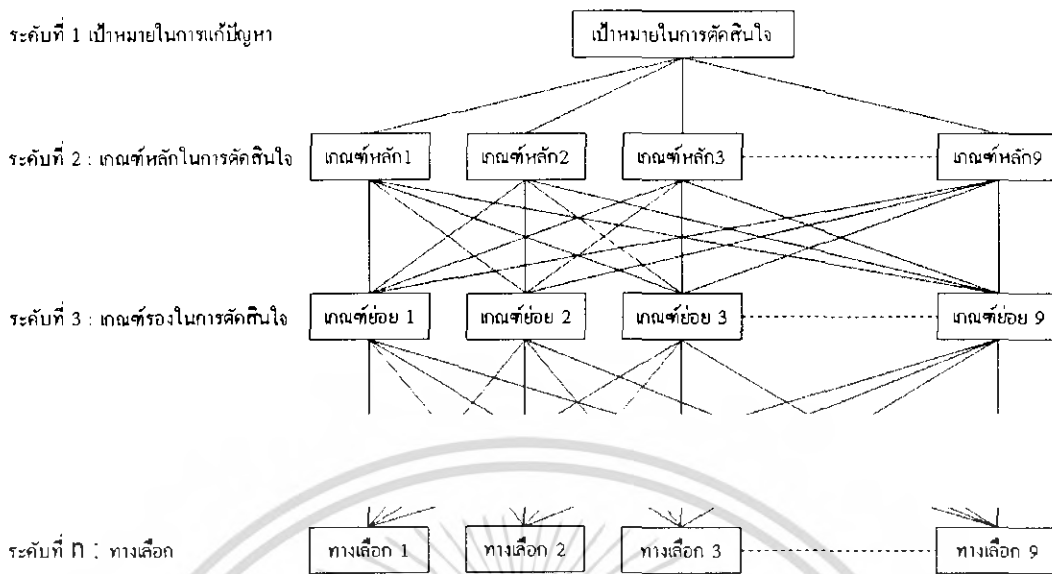 ระดับที่ 1 เป้าหมายในการแก้ปัญหา
เป้าหมายในการตัดสินใจ
ระดับที่ 2 : เกณฑ์หลักในการตัดสินใจ
เกณฑ์หลัก1 เกณฑ์หลัก2 เกณฑ์หลัก3 เกณฑ์หลัก9
ระดับที่ 3 : เกณฑ์รองในการตัดสินใจ
เกณฑ์ย่อย 1 เกณฑ์ย่อย 2 เกณฑ์ย่อย 3 เกณฑ์ย่อย 9
ระดับที่ n : ทางเลือก
ทางเลือก 1 ทางเลือก 2 ทางเลือก 3 ทางเลือก 9